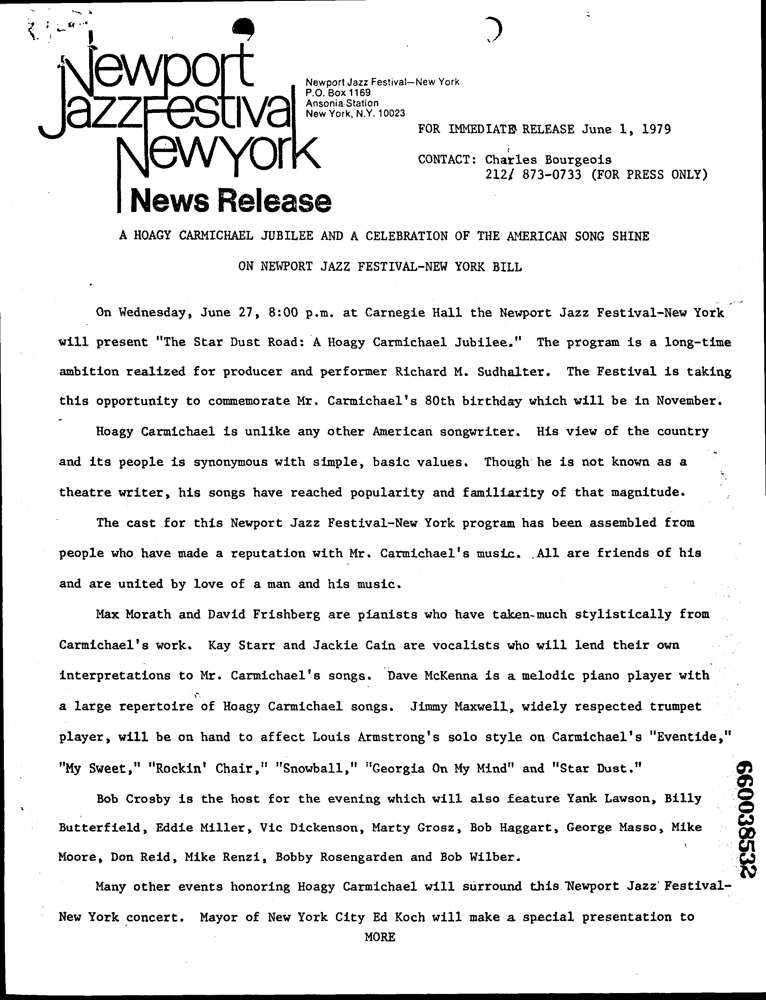 Newport
Jazz Festival
New York
News Release
Newport Jazz Festival—New York
P.O. Box 1169
Ansonia Station
New York, N.Y. 10023
FOR IMMEDIATE RELEASE June 1, 1979
CONTACT: Charles Bourgeois
212/ 873-0733 (FOR PRESS ONLY)
A HOAGY CARMICHAEL JUBILEE AND A CELEBRATION OF THE AMERICAN SONG SHINE
ON NEWPORT JAZZ FESTIVAL-NEW YORK BILL
On Wednesday, June 27, 8:00 p.m. at Carnegie Hall the Newport Jazz Festival-New York
will present "The Star Dust Road: A Hoagy Carmichael Jubilee." The program is a long-time
ambition realized for producer and performer Richard M. Sudhalter. The Festival is taking
this opportunity to commemorate Mr. Carmichael's 80th birthday which will be in November.
Hoagy Carmichael is unlike any other American songwriter. His view of the country
and its people is synonymous with simple, basic values. Though he is not known as a
theatre writer, his songs have reached popularity and familiarity of that magnitude.
The cast for this Newport Jazz Festival-New York program has been assembled from
people who have made a reputation with Mr. Carmichael's music. All are friends of his
and are united by love of a man and his music.
Max Morath and David Frishberg are pianists who have taken much stylistically from
Carmichael's work. Kay Starr and Jackie Cain are vocalists who will lend their own
interpretations to Mr. Carmichael's songs. Dave McKenna is a melodic piano player with
a large repertoire of Hoagy Carmichael songs. Jimmy Maxwell, widely respected trumpet
player, will be on hand to affect Louis Armstrong's solo style on Carmichael's "Eventide,"
"My Sweet," "Rockin' Chair," "Snowball," "Georgia On My Mind" and "Star Dust."
Bob Crosby is the host for the evening which will also feature Yank Lawson, Billy
Butterfield, Eddie Miller, Vic Dickenson, Marty Grosz, Bob Haggart, George Masso, Mike
Moore, Don Reid, Mike Renzi, Bobby Rosengarden and Bob Wilber.
Many other events honoring Hoagy Carmichael will surround this Newport Jazz Festival-
New York concert. Mayor of New York City Ed Koch will make a special presentation to
MORE
660038532